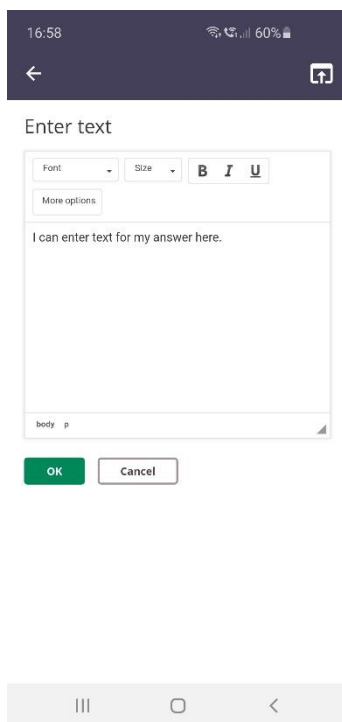 16:58 60%
Enter text
Font Size B I U
More options
I can enter text for my answer here.
body p
OK Cancel